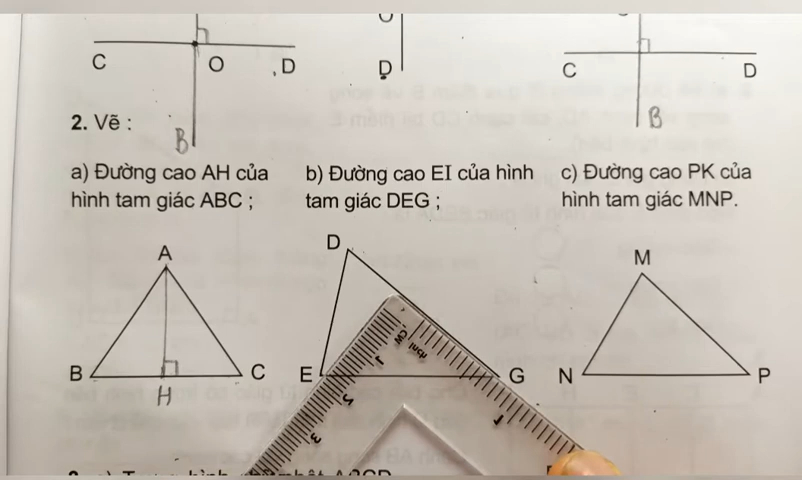 C O D D C D
B B
2. Vẽ :
a) Đường cao AH của b) Đường cao EI của hình c) Đường cao PK của
hình tam giác ABC ; tam giác DEG ; hình tam giác MNP.
A D M
B C E G N P
H